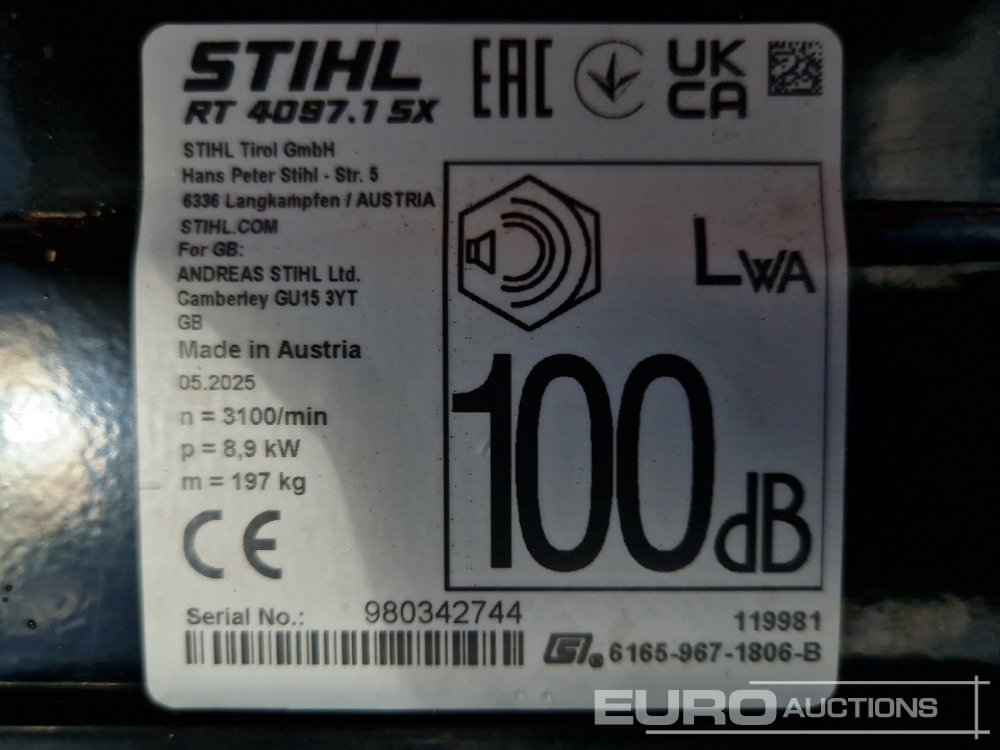 STIHL
RT 4097.1 SX
EAC
UK
CA
STIHL Tirol GmbH
Hans Peter Stihl - Str. 5
6336 Langkampfen / AUSTRIA
STIHL.COM
For GB:
ANDREAS STIHL Ltd.
Camberley GU15 3YT
GB
Made in Austria
05.2025
n = 3100/min
p = 8,9 kW
m = 197 kg
CE
LWA
100dB
Serial No.: 980342744
119981
6165-967-1806-B
EURO AUCTIONS